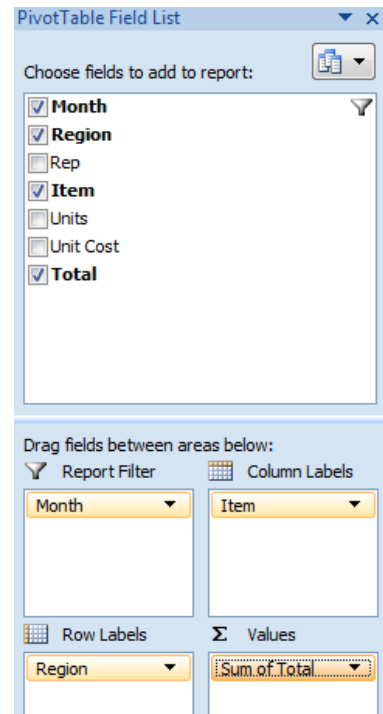 PivotTable Field List
Choose fields to add to report:
Month
Region
Rep
Item
Units
Unit Cost
Total
Drag fields between areas below:
Report Filter
Column Labels
Month
Item
Row Labels
Σ Values
Region
Sum of Total